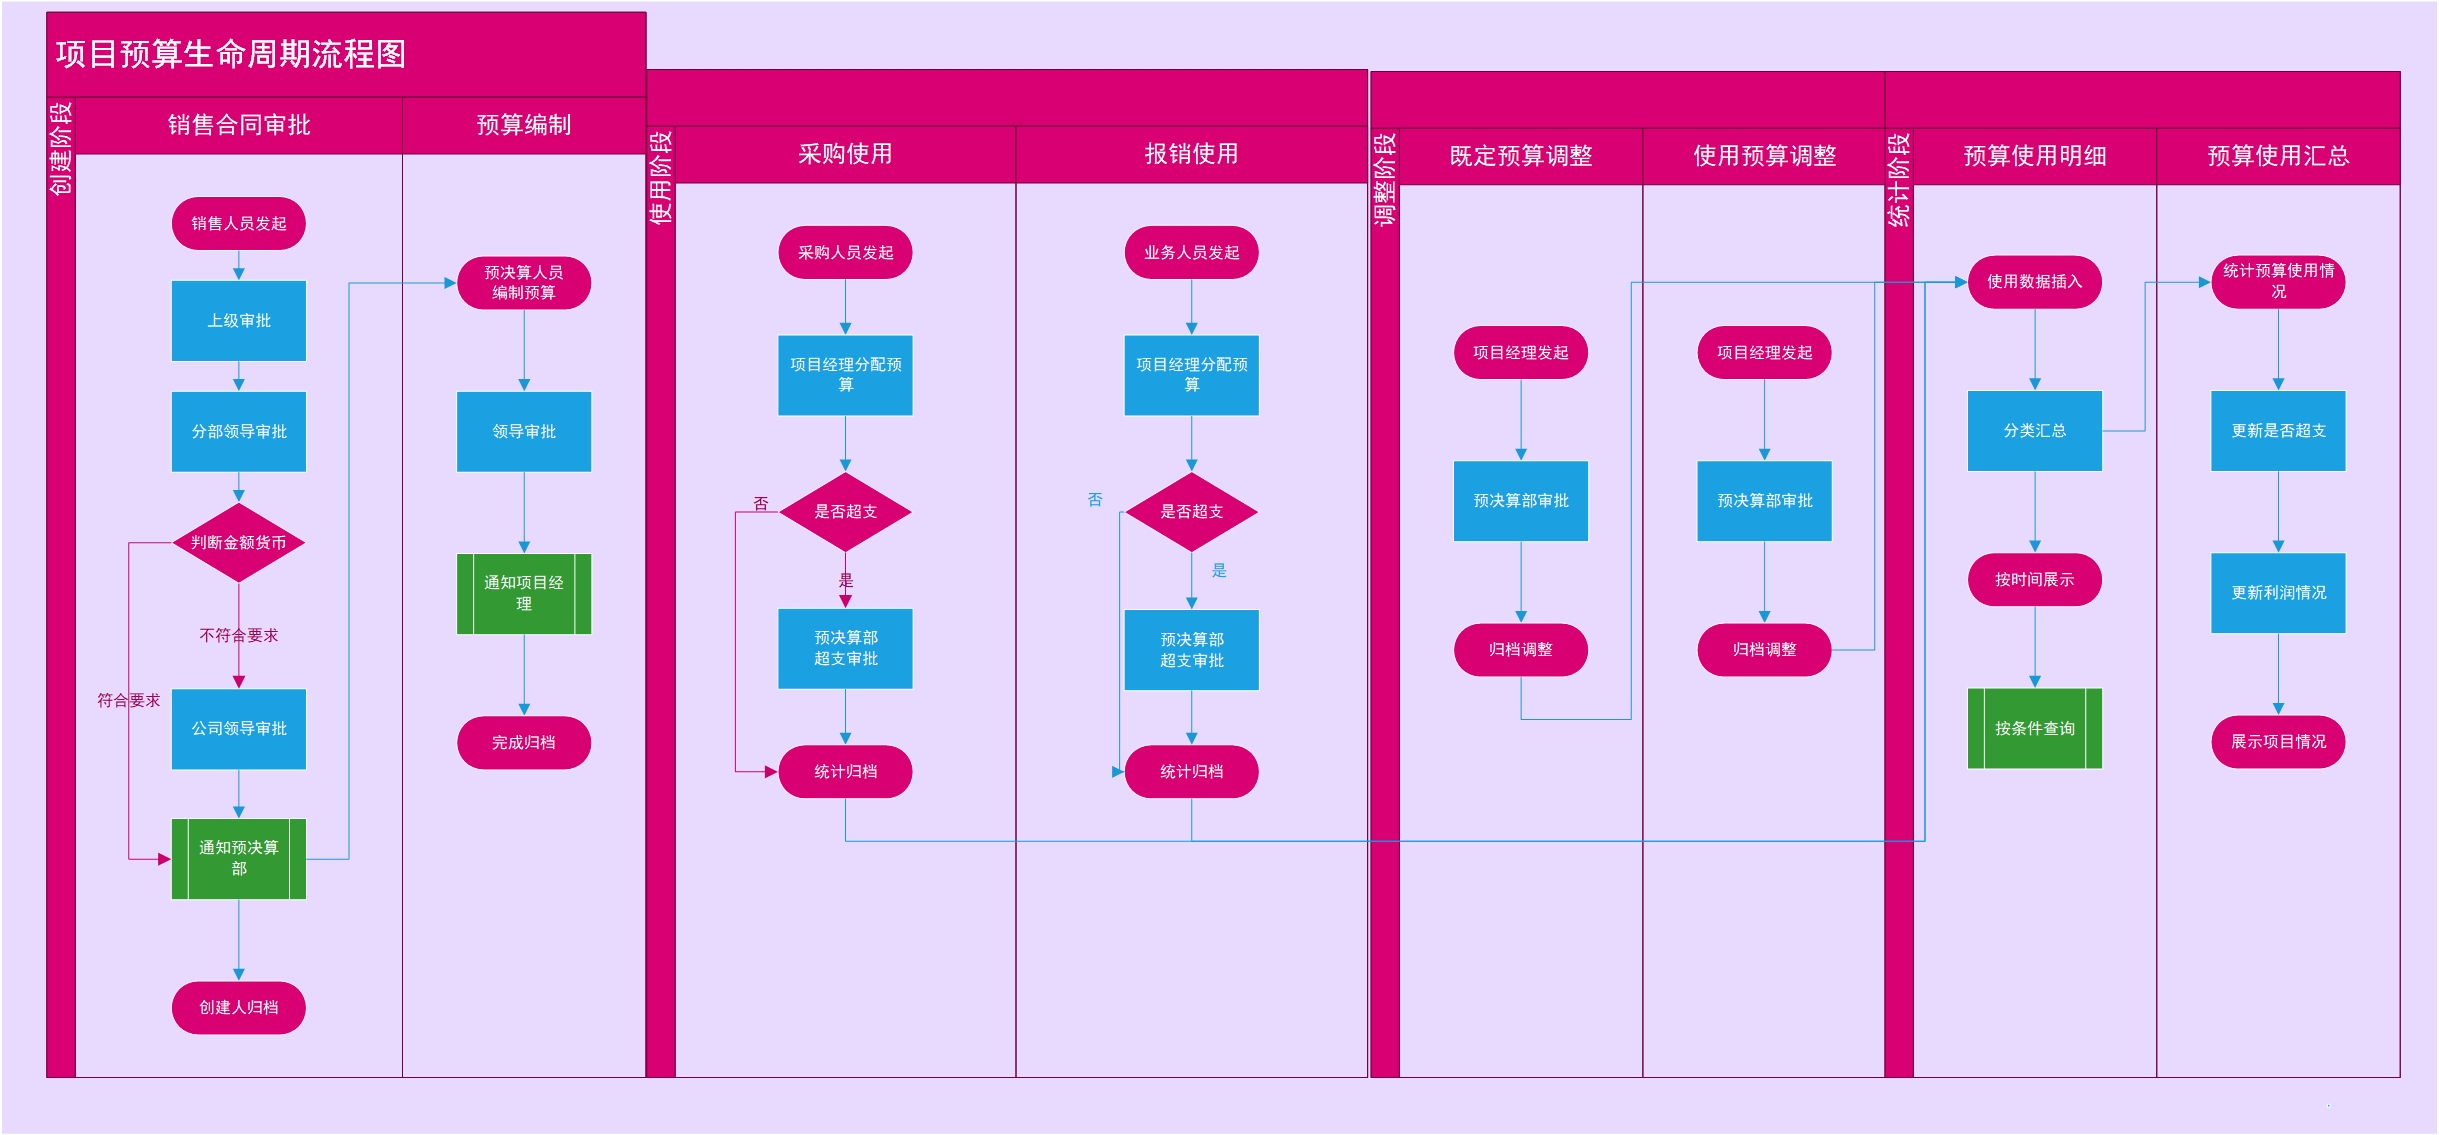 项目预算生命周期流程图
创建阶段
销售合同审批
预算编制
销售人员发起
上级审批
分部领导审批
判断金额货币
不符合要求
符合要求
公司领导审批
通知预决算
部
创建人归档
预决算人员
编制预算
领导审批
通知项目经
理
完成归档
使用阶段
采购使用
报销使用
采购人员发起
项目经理分配预
算
是否超支
否
是
预决算部
超支审批
统计归档
业务人员发起
项目经理分配预
算
是否超支
否
是
预决算部
超支审批
统计归档
调整阶段
既定预算调整
使用预算调整
项目经理发起
预决算部审批
归档调整
项目经理发起
预决算部审批
归档调整
统计阶段
预算使用明细
预算使用汇总
使用数据插入
分类汇总
按时间展示
按条件查询
统计预算使用情
况
更新是否超支
更新利润情况
展示项目情况